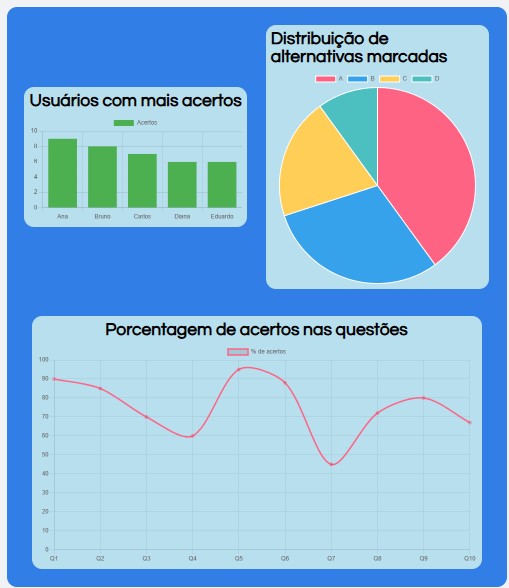 Distribuição de
alternativas marcadas
A B C D
Usuários com mais acertos
Acertos
10
8
6
4
2
0
Ana Bruno Carlos Diana Eduardo
Porcentagem de acertos nas questões
% de acertos
100
90
80
70
60
50
40
30
20
10
0
Q1 Q2 Q3 Q4 Q5 Q6 Q7 Q8 Q9 Q10